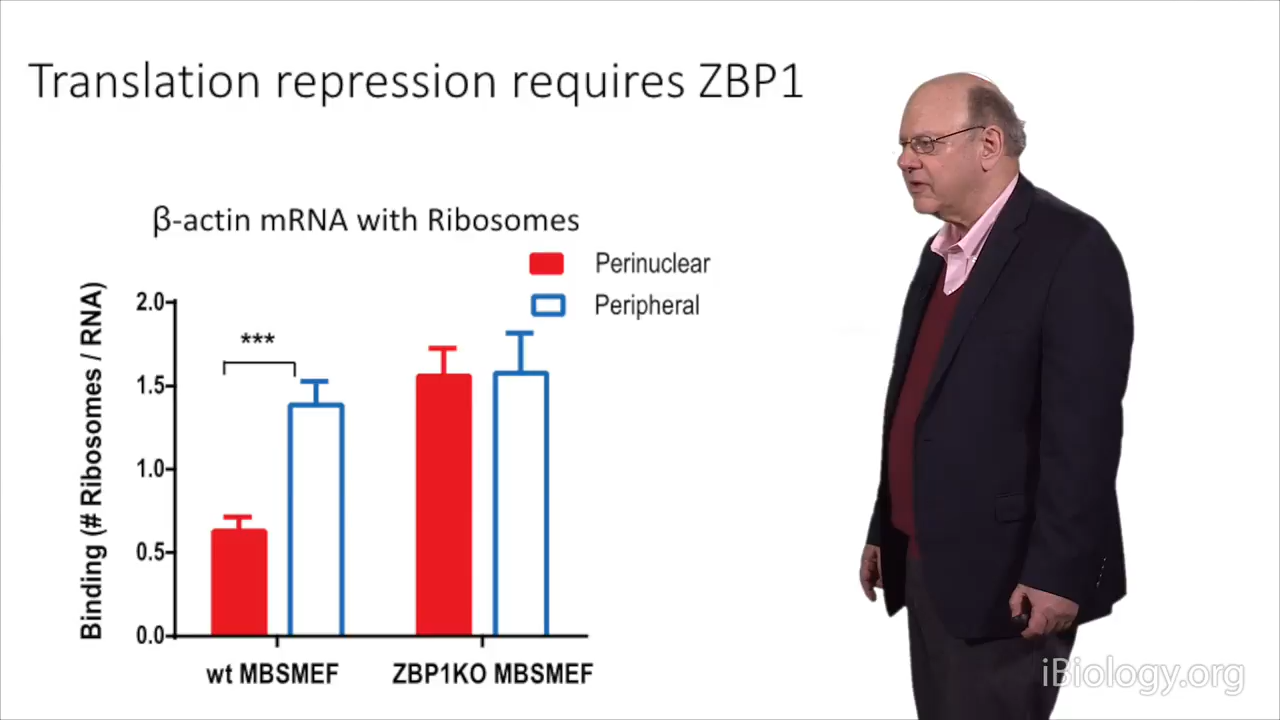 Translation repression requires ZBP1
β-actin mRNA with Ribosomes
Perinuclear
Peripheral
Binding (# Ribosomes / RNA)
2.0
1.5
1.0
0.5
0.0
***
wt MBSMEF
ZBP1KO MBSMEF
iBiology.org